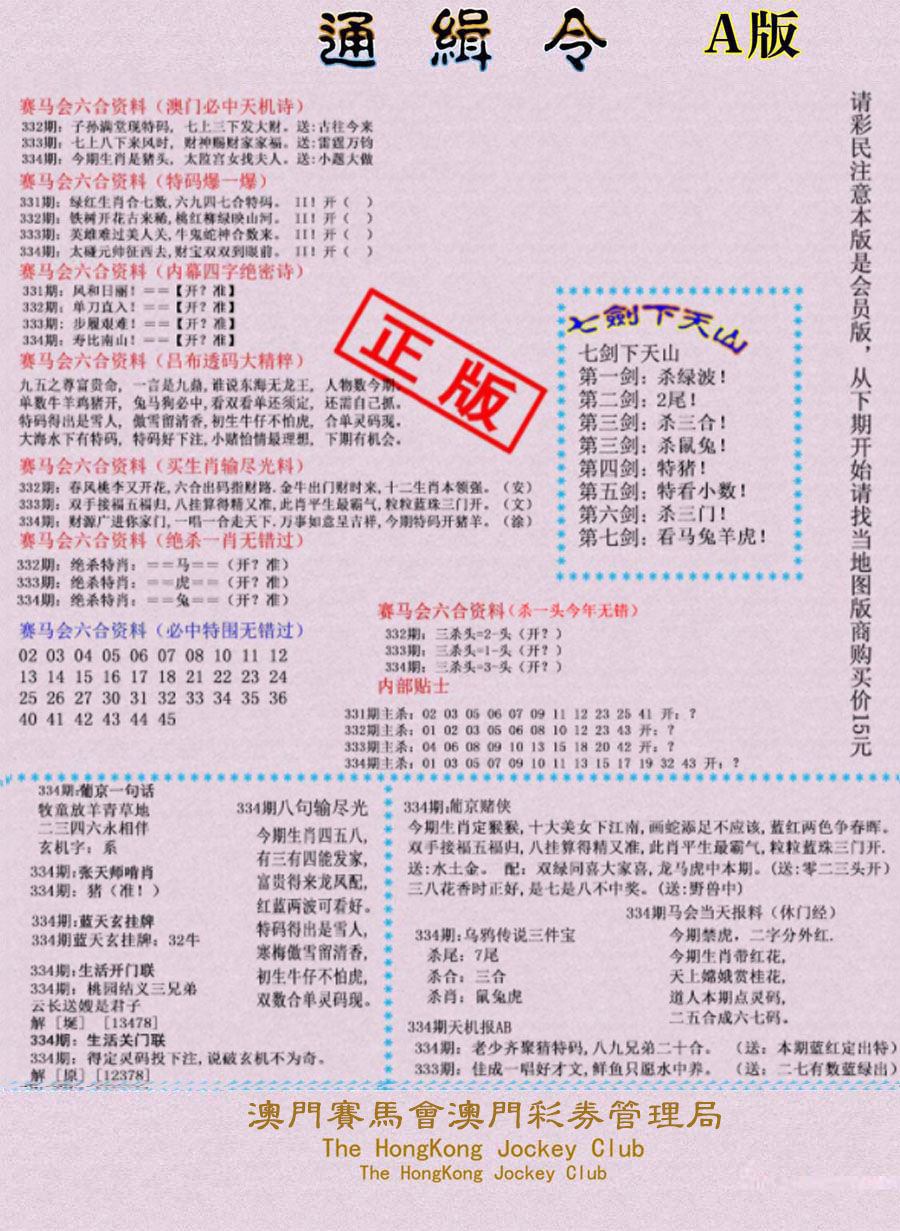 通缉令 A版
请彩民注意本版是会员版，从下期开始请找当地图版商购买价15元
赛马会六合资料（澳门必中天机诗）
332期：子孙满堂现特码，七上三下发大财。送:古往今来
333期：七上八下来风时，财神赐财家家福。送:雷霆万钧
334期：今期生肖是猪头，太监宫女找夫人。送:小题大做
赛马会六合资料（特码爆一爆）
331期：绿红生肖合七数,六九四七合特码。 II！开（ ）
332期：铁树开花古来稀,桃红柳绿映山河。 II！开（ ）
333期：英雄难过美人关,牛鬼蛇神合数来。 II！开（ ）
334期：太碰元帅征西去,财宝双双到眼前。 II！开（ ）
赛马会六合资料（内幕四字绝密诗）
331期：风和日丽！==【开？准】
332期：单刀直入！==【开？准】
333期：步履艰难！==【开？准】
334期：寿比南山！==【开？准】
赛马会六合资料（吕布透码大精粹）
九五之尊富贵命，一言是九鼎,谁说东海无龙王，人物数今期。
单数牛羊鸡猪开，兔马狗必中,看双看单还须定，还需自己抓。
特码得出是雪人，傲雪留清香,初生牛仔不怕虎，合单灵码现。
大海水下有特码，特码好下注,小赌怡情最理想，下期有机会。
正版
七剑下天山
七剑下天山
第一剑：杀绿波！
第二剑：2尾！
第三剑：杀三合！
第三剑：杀鼠兔！
第四剑：特猪！
第五剑：特看小数！
第六剑：杀三门！
第七剑：看马兔羊虎！
赛马会六合资料（买生肖输尽光料）
332期：春风桃李又开花,六合出码指财路.金牛出门财时来,十二生肖本领强。（安）
333期：双手接福五福归,八挂算得精又准,此肖平生最霸气,粒粒蓝珠三门开。（文）
334期：财源广进你家门,一唱一合走天下.万事如意呈吉祥,今期特码开猪羊。（涂）
赛马会六合资料（绝杀一肖无错过）
332期：绝杀特肖：==马==（开？准）
333期：绝杀特肖：==虎==（开？准）
334期：绝杀特肖：==兔==（开？准）
赛马会六合资料（必中特围无错过）
02 03 04 05 06 07 08 10 11 12
13 14 15 16 17 18 21 22 23 24
25 26 27 30 31 32 33 34 35 36
40 41 42 43 44 45
赛马会六合资料(杀一头今年无错）
332期：三杀头=2-头（开？）
333期：三杀头=1-头（开？）
334期：三杀头=3-头（开？）
内部贴士
331期主杀：02 03 05 06 07 09 11 12 23 25 41 开：？
332期主杀：01 02 03 05 06 08 10 12 23 43 开：？
333期主杀：04 06 08 09 10 13 15 18 20 42 开：？
334期主杀：01 03 05 07 09 10 11 13 15 17 19 32 43 开：？
334期:葡京一句话
牧童放羊青草地
二三四六永相伴
玄机字：系
334期:张天师啃肖
334期：猪（准！）
334期:蓝天玄挂牌
334期蓝天玄挂牌：32牛
334期:生活开门联
334期：桃园结义三兄弟
云长送嫂是君子
解［埏］［13478］
334期：生活关门联
334期：得定灵码投下注,说破玄机不为奇。
解［原］［12378］
334期八句输尽光
今期生肖四五八，
有三有四能发家，
富贵得来龙凤配，
红蓝两波可看好。
特码得出是雪人，
寒梅傲雪留清香，
初生牛仔不怕虎，
双数合单灵码现。
334期:葡京赌侠
今期生肖定猴猴,十大美女下江南,画蛇添足不应该,蓝红两色争春晖。
双手接福五福归,八挂算得精又准,此肖平生最霸气,粒粒蓝珠三门开.
送:水土金。 配：双绿同喜大家喜,龙马虎中本期。(送:零二三头开)
三八花香时正好,是七是八不中奖。(送:野兽中)
334期:乌鸦传说三件宝
杀尾：7尾
杀合：三合
杀肖：鼠兔虎
334期马会当天报料（休门经）
今期禁虎，二字分外红.
今期生肖带红花，
天上嫦娥赏桂花，
道人本期点灵码，
二五合成六七码。
334期天机报AB
334期：老少齐聚猜特码,八九兄弟二十合。（送：本期蓝红定出特）
333期：佳成一唱好才文,鲜鱼只愿水中养。（送：二七有数蓝绿出）
澳門賽馬會澳門彩券管理局
The HongKong Jockey Club
The HongKong Jockey Club